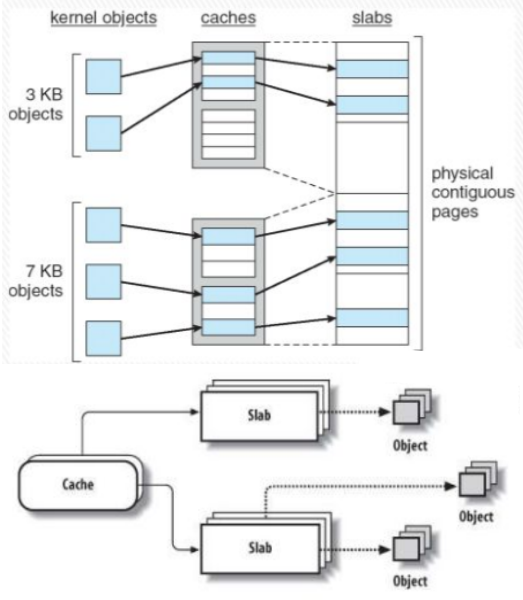 kernel objects
caches
slabs
3 KB
objects
physical
contiguous
pages
7 KB
objects
Slab
Object
Cache
Object
Slab
Object